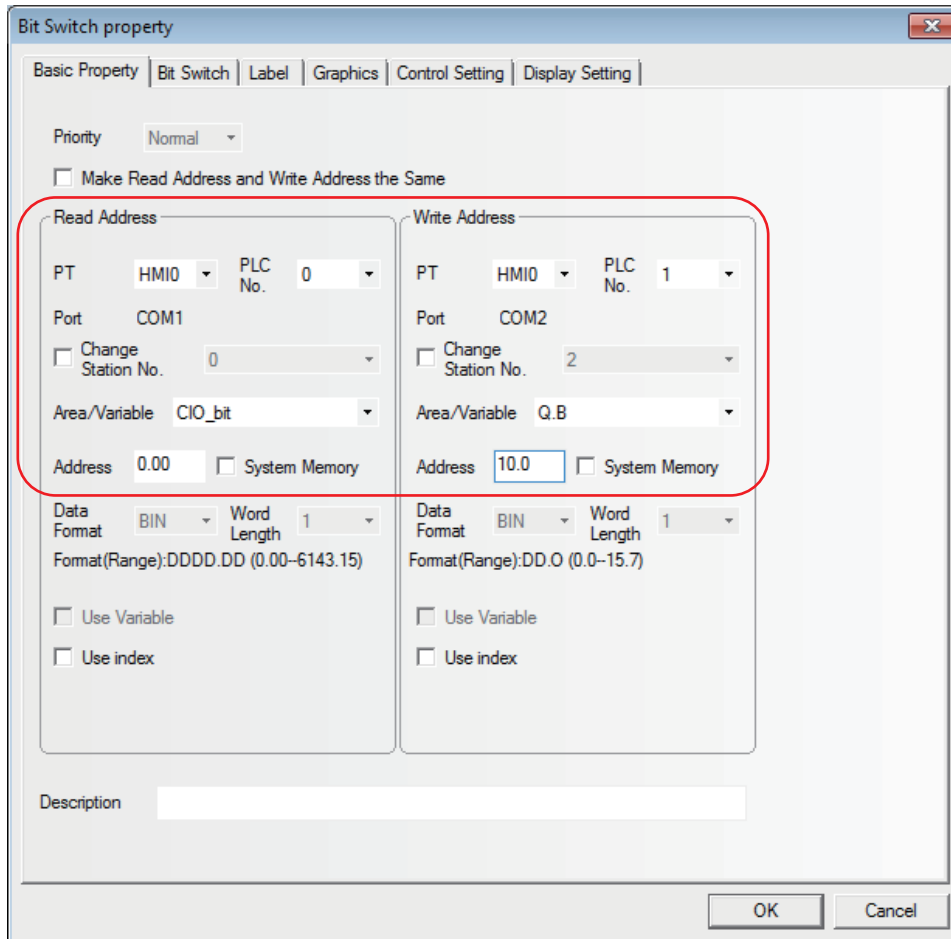 Bit Switch property
Basic Property Bit Switch Label Graphics Control Setting Display Setting
Priority Normal
Make Read Address and Write Address the Same
Read Address
PT HMI0 PLC No. 0
Port COM1
Change Station No. 0
Area/Variable CIO_bit
Address 0.00 System Memory
Data Format BIN Word Length 1
Format(Range):DDDD.DD (0.00--6143.15)
Use Variable
Use index
Write Address
PT HMI0 PLC No. 1
Port COM2
Change Station No. 2
Area/Variable Q.B
Address 10.0 System Memory
Data Format BIN Word Length 1
Format(Range):DD.O (0.0--15.7)
Use Variable
Use index
Description
OK Cancel